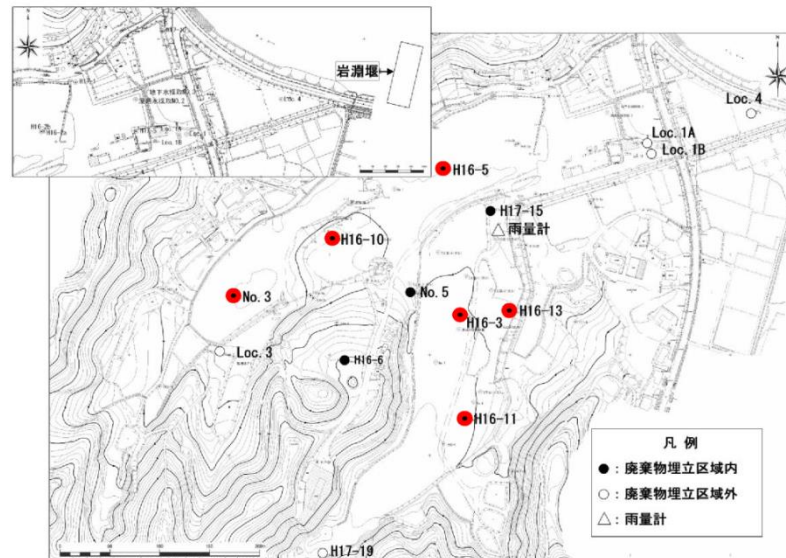 岩淵堰
Loc. 4
Loc. 1A
Loc. 1B
H16-5
H17-15
雨量計
H16-10
No. 5
No. 3
H16-3
H16-13
Loc. 3
H16-6
H16-11
H17-19
凡 例
●：廃棄物埋立区域内
○：廃棄物埋立区域外
△：雨量計